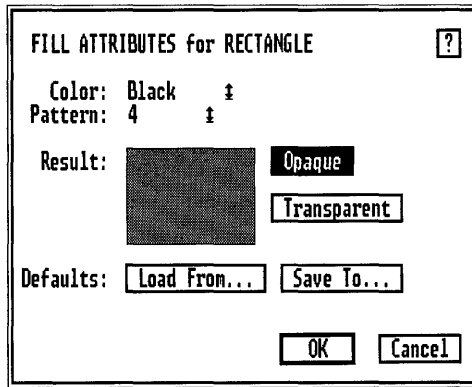 FILL ATTRIBUTES for RECTANGLE ?
Color: Black ↕
Pattern: 4 ↕
Result: Opaque
Transparent
Defaults: Load From... Save To...
OK Cancel